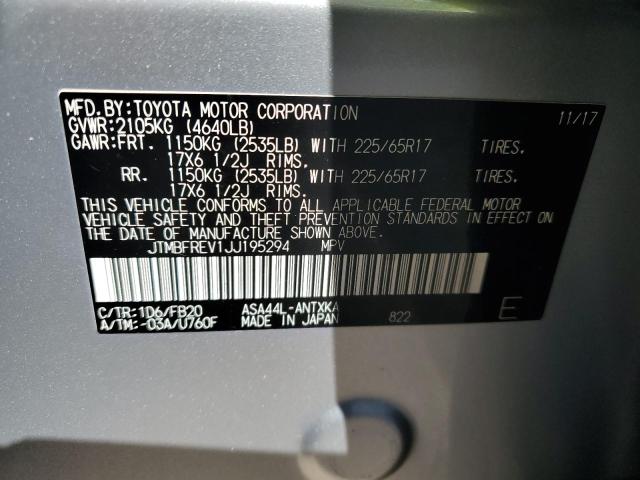 MFD.BY:TOYOTA MOTOR CORPORATION 11/17
GVWR:2105KG (4640LB)
GAWR:FRT. 1150KG (2535LB) WITH 225/65R17 TIRES.
17X6 1/2J RIMS.
RR. 1150KG (2535LB) WITH 225/65R17 TIRES.
17X6 1/2J RIMS.
THIS VEHICLE CONFORMS TO ALL APPLICABLE FEDERAL MOTOR
VEHICLE SAFETY AND THEFT PREVENTION STANDARDS IN EFFECT ON
THE DATE OF MANUFACTURE SHOWN ABOVE.
JTMBFREV1JJ195294 MPV
C/TR:1D6/FB20 ASA44L-ANTXKA
A/TM:-03A/U760F MADE IN JAPAN 822 E